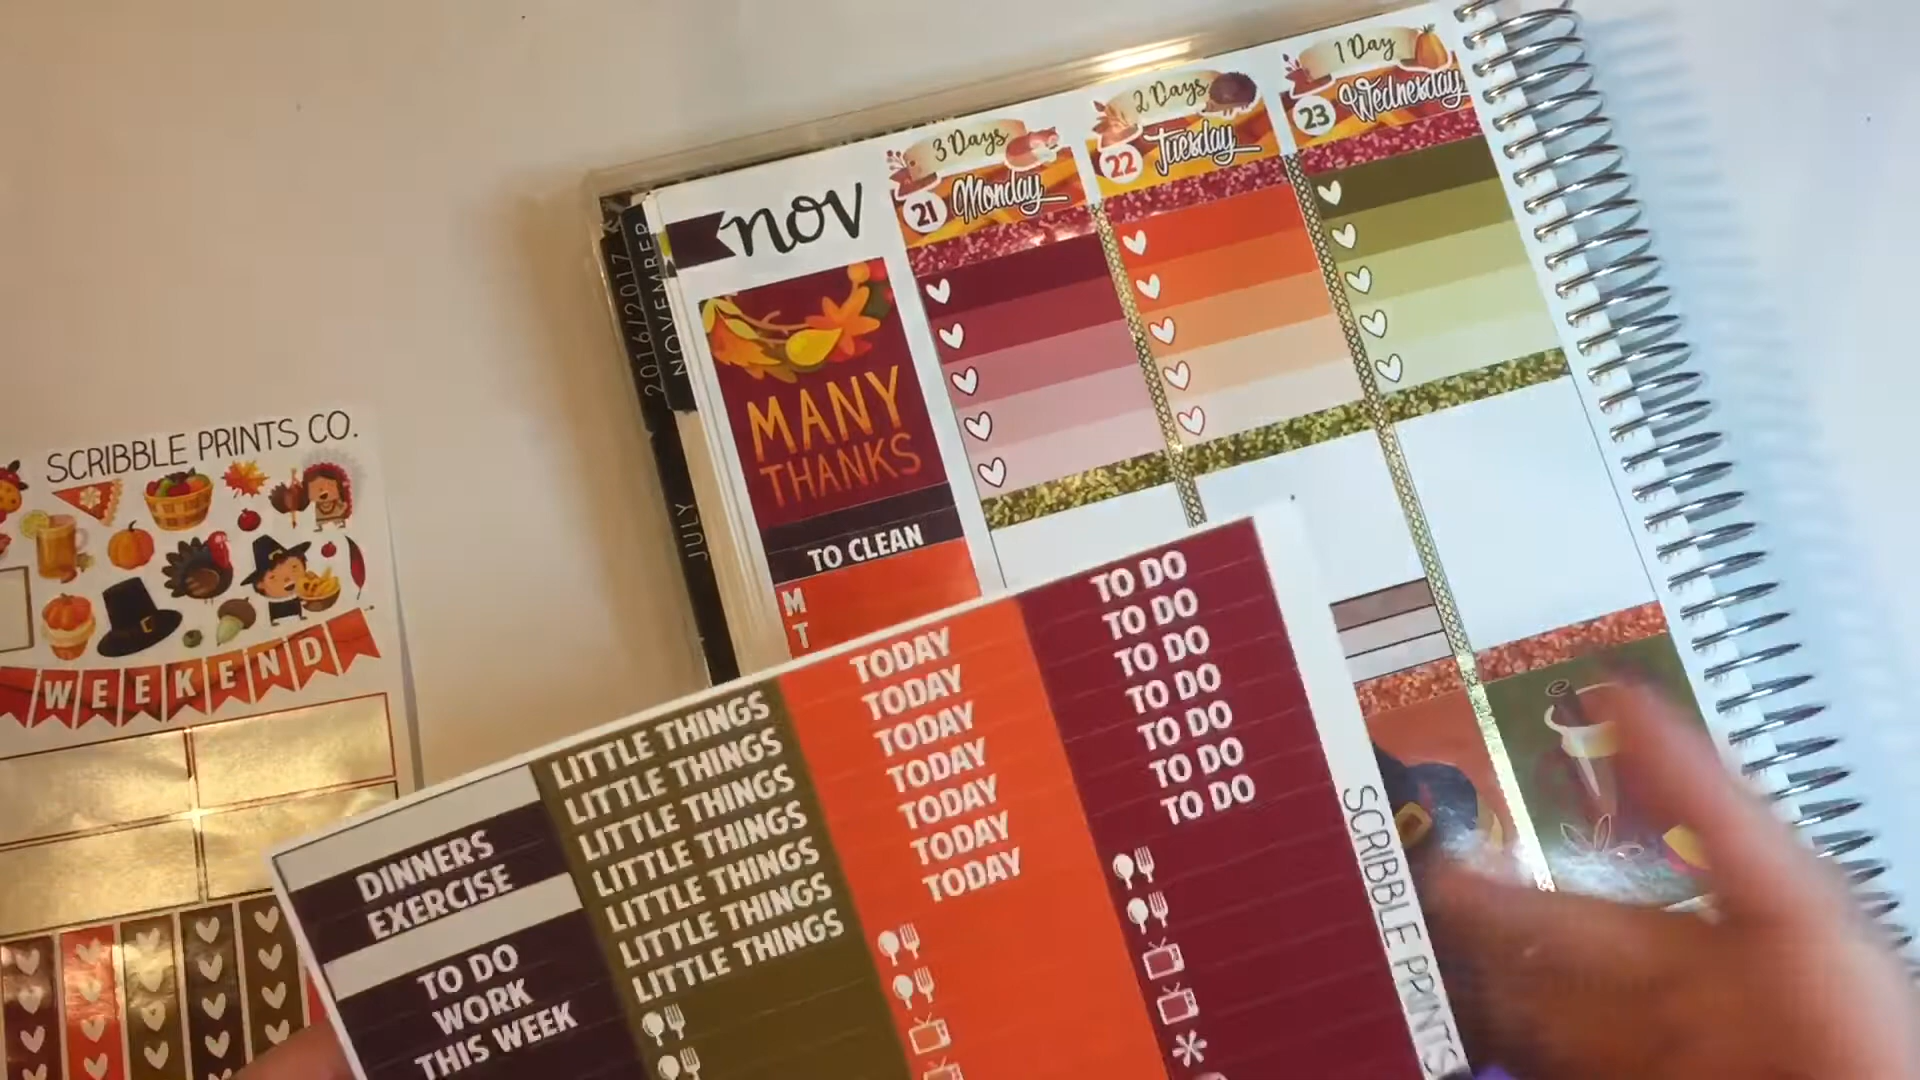 1 Day
23 Wednesday
2 Days
22 Tuesday
3 Days
21 Monday
nov
2016/2017
NOVEMBER
JULY
MANY
THANKS
TO CLEAN
M
T
SCRIBBLE PRINTS CO.
WEEKEND
DINNERS
EXERCISE
TO DO
WORK
THIS WEEK
LITTLE THINGS
LITTLE THINGS
LITTLE THINGS
LITTLE THINGS
LITTLE THINGS
LITTLE THINGS
LITTLE THINGS
TODAY
TODAY
TODAY
TODAY
TODAY
TODAY
TODAY
TO DO
TO DO
TO DO
TO DO
TO DO
TO DO
TO DO
SCRIBBLE PRINTS